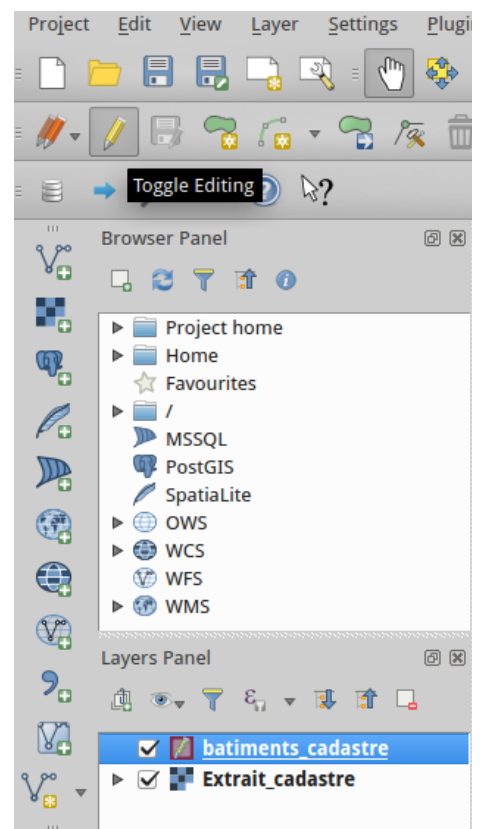 Project Edit View Layer Settings Plugi
Toggle Editing
Browser Panel
Project home
Home
Favourites
/
MSSQL
PostGIS
SpatiaLite
OWS
WCS
WFS
WMS
Layers Panel
batiments_cadastre
Extrait_cadastre